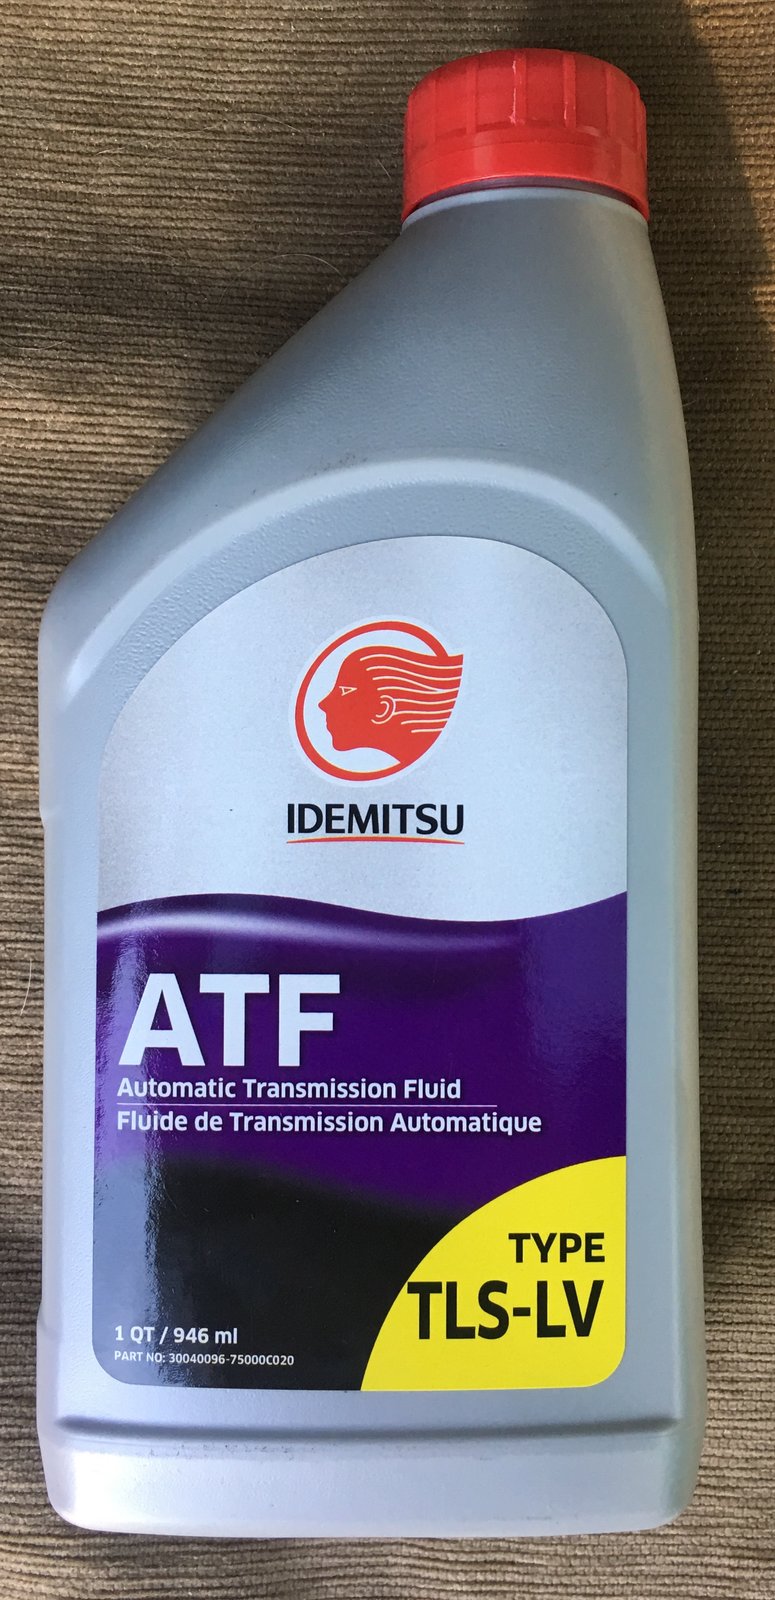 IDEMITSU
ATF
Automatic Transmission Fluid
Fluide de Transmission Automatique
TYPE
TLS-LV
1 QT / 946 ml
PART NO: 30040096-75000C020